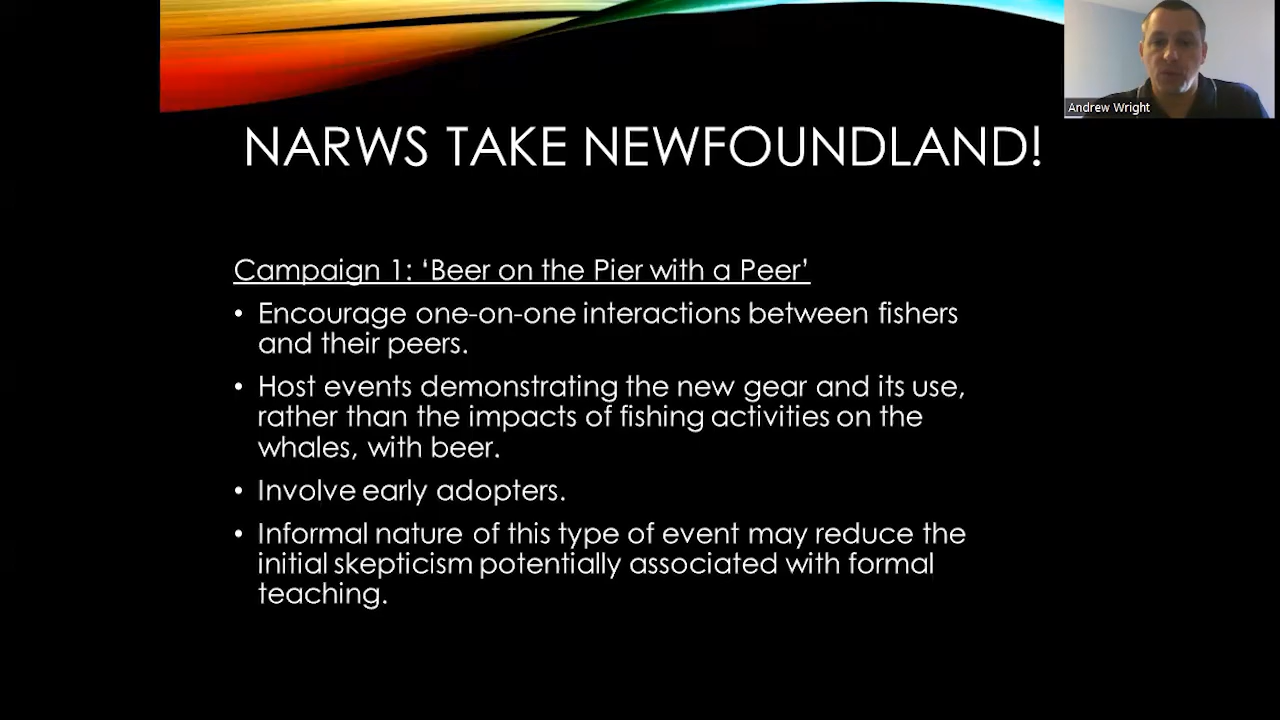 Andrew Wright
NARWS TAKE NEWFOUNDLAND!
Campaign 1: ‘Beer on the Pier with a Peer’
• Encourage one-on-one interactions between fishers
and their peers.
• Host events demonstrating the new gear and its use,
rather than the impacts of fishing activities on the
whales, with beer.
• Involve early adopters.
• Informal nature of this type of event may reduce the
initial skepticism potentially associated with formal
teaching.